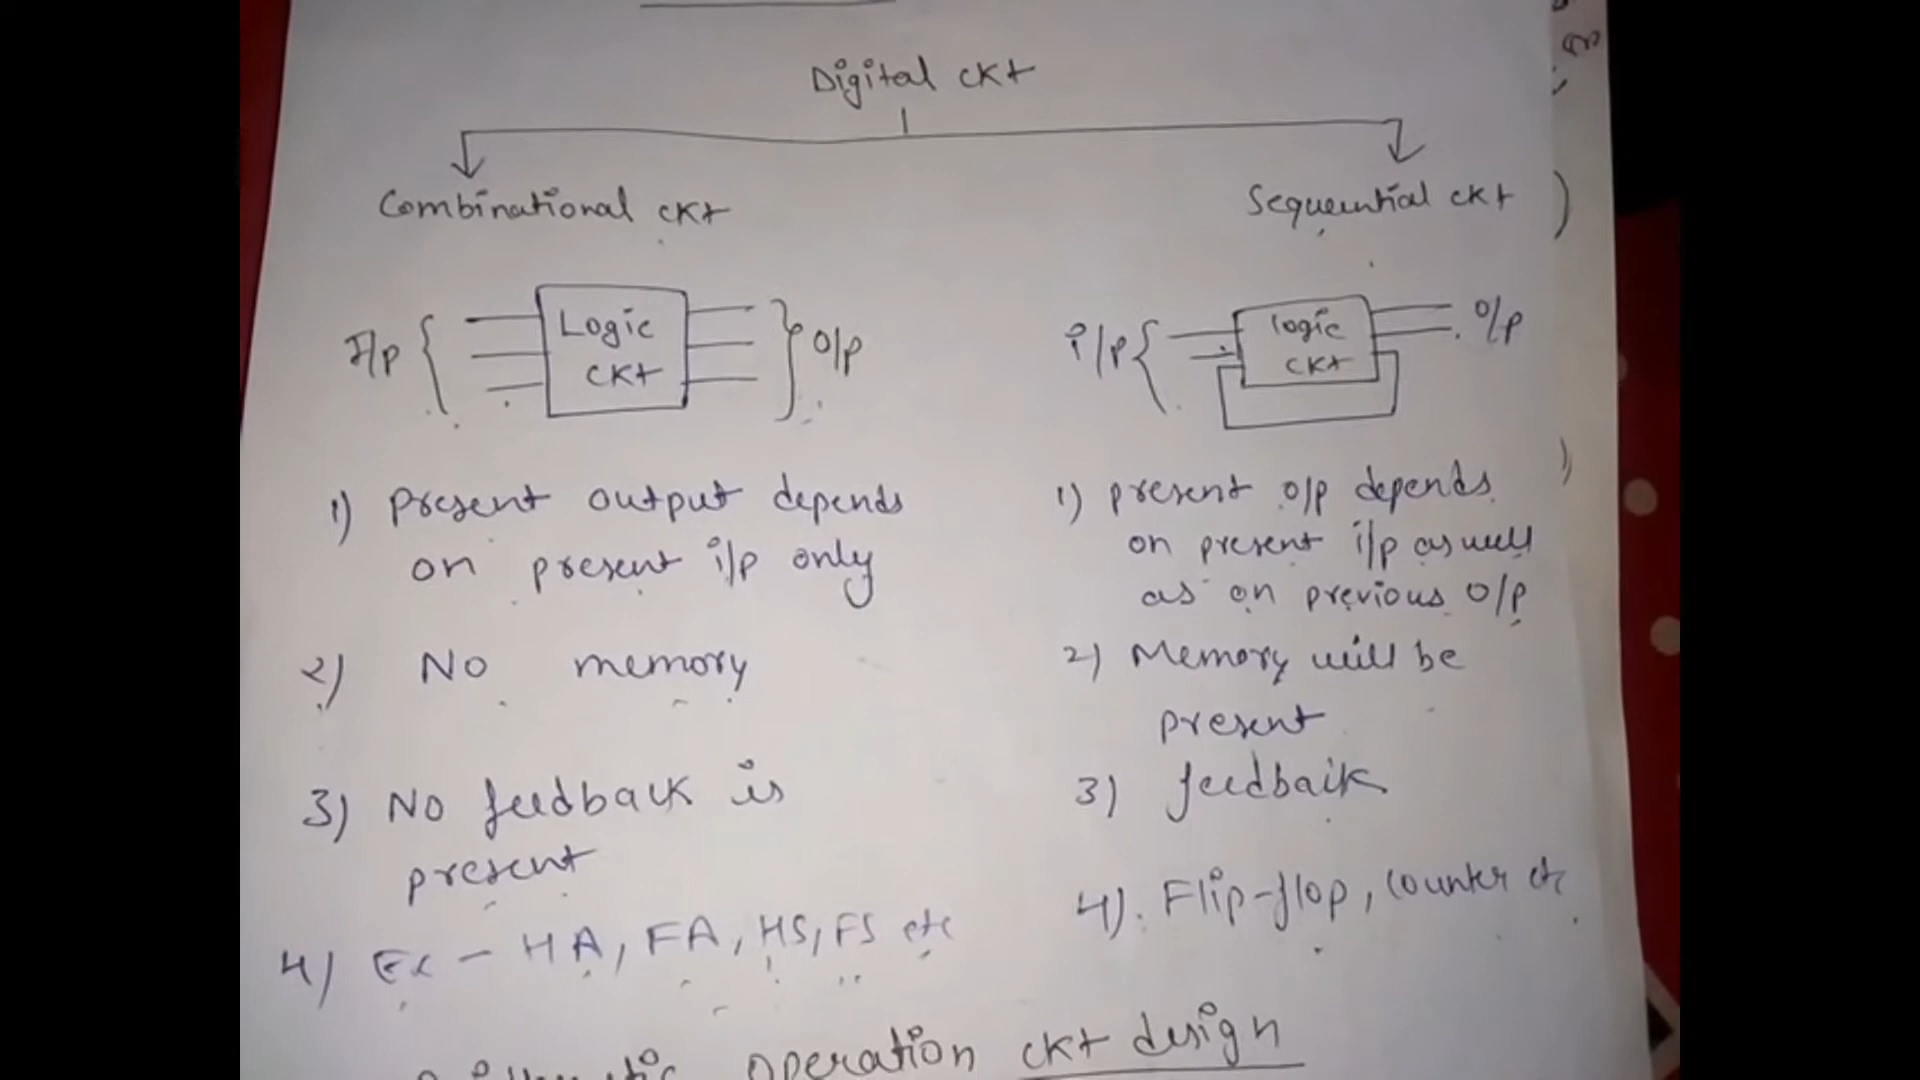 Digital ckt
Combinational ckt
Sequential ckt
I/p
Logic
ckt
O/p
i/p
logic
ckt
O/p
1) Present output depends
on present i/p only
2) No memory
3) No feedback is
present
4) Ex - HA, FA, HS, FS etc
1) present o/p depends
on present i/p as well
as on previous O/p
2) Memory will be
present
3) feedback
4). Flip-flop, counter etc
operation ckt design